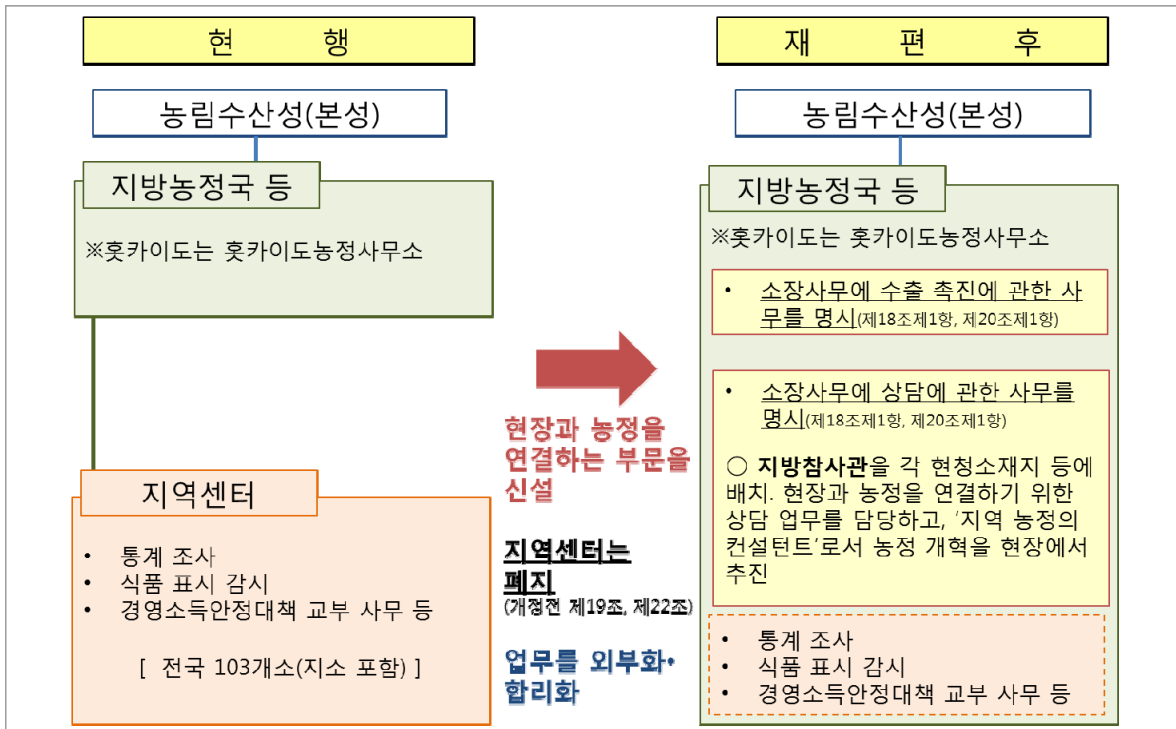 현 행
농림수산성(본성)
지방농정국 등
※홋카이도는 홋카이도농정사무소
지역센터
• 통계 조사
• 식품 표시 감시
• 경영소득안정대책 교부 사무 등
[ 전국 103개소(지소 포함) ]
현장과 농정을
연결하는 부문을
신설
지역센터는
폐지
(개정전 제19조, 제22조)
업무를 외부화•
합리화
재 편 후
농림수산성(본성)
지방농정국 등
※홋카이도는 홋카이도농정사무소
• 소장사무에 수출 촉진에 관한 사
무를 명시(제18조제1항, 제20조제1항)
• 소장사무에 상담에 관한 사무를
명시(제18조제1항, 제20조제1항)
○ 지방참사관을 각 현청소재지 등에
배치. 현장과 농정을 연결하기 위한
상담 업무를 담당하고, ‘지역 농정의
컨설턴트’로서 농정 개혁을 현장에서
추진
• 통계 조사
• 식품 표시 감시
• 경영소득안정대책 교부 사무 등